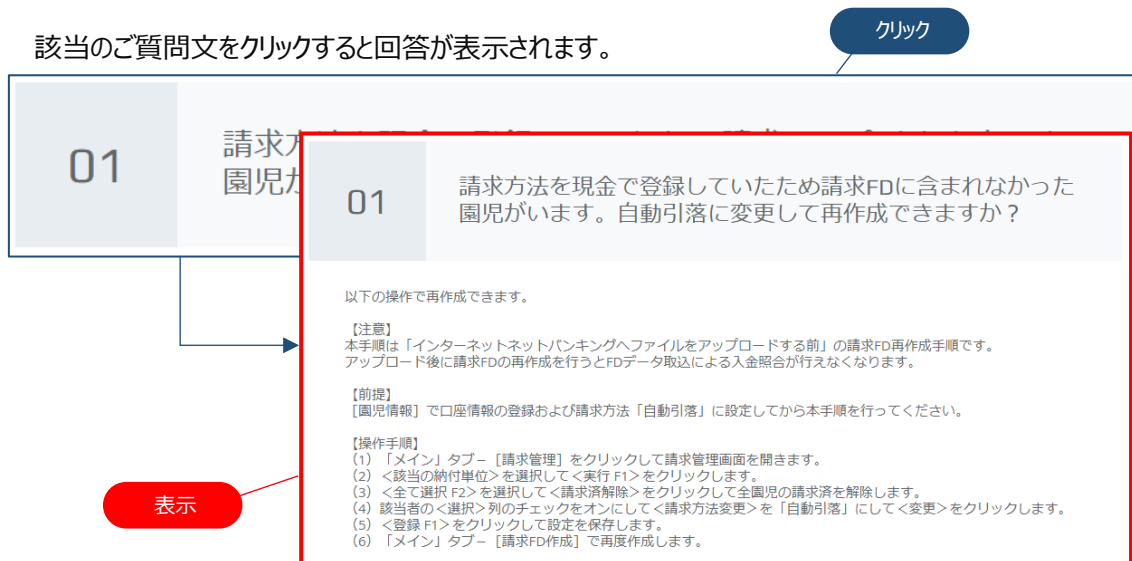 クリック
該当のご質問文をクリックすると回答が表示されます。
01
請求方
園児が
01
請求方法を現金で登録していたため請求FDに含まれなかった
園児がいます。自動引落に変更して再作成できますか？
以下の操作で再作成できます。
【注意】
本手順は「インターネットネットバンキングへファイルをアップロードする前」の請求FD再作成手順です。
アップロード後に請求FDの再作成を行うとFDデータ取込による入金照合が行えなくなります。
【前提】
［園児情報］で口座情報の登録および請求方法「自動引落」に設定してから本手順を行ってください。
【操作手順】
（1）「メイン」タブ－［請求管理］をクリックして請求管理画面を開きます。
（2）＜該当の納付単位＞を選択して＜実行 F1＞をクリックします。
（3）＜全て選択 F2＞を選択して＜請求済解除＞をクリックして全園児の請求済を解除します。
（4）該当者の＜選択＞列のチェックをオンにして＜請求方法変更＞を「自動引落」にして＜変更＞をクリックします。
（5）＜登録 F1＞をクリックして設定を保存します。
（6）「メイン」タブ－［請求FD作成］で再度作成します。
表示